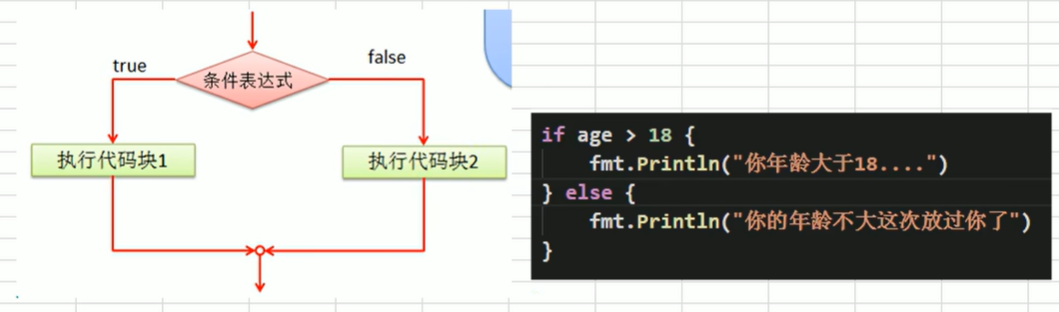 true
false
条件表达式
执行代码块1
执行代码块2
if age > 18 {
fmt.Println("你年龄大于18....")
} else {
fmt.Println("你的年龄不大这次放过你了")
}